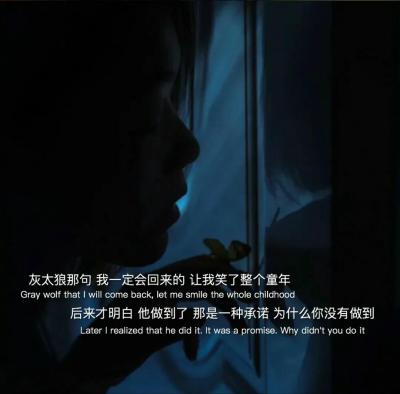 灰太狼那句 我一定会回来的 让我笑了整个童年
Gray wolf that I will come back, let me smile the whole childhood
后来才明白 他做到了 那是一种承诺 为什么你没有做到
Later I realized that he did it. It was a promise. Why didn't you do it